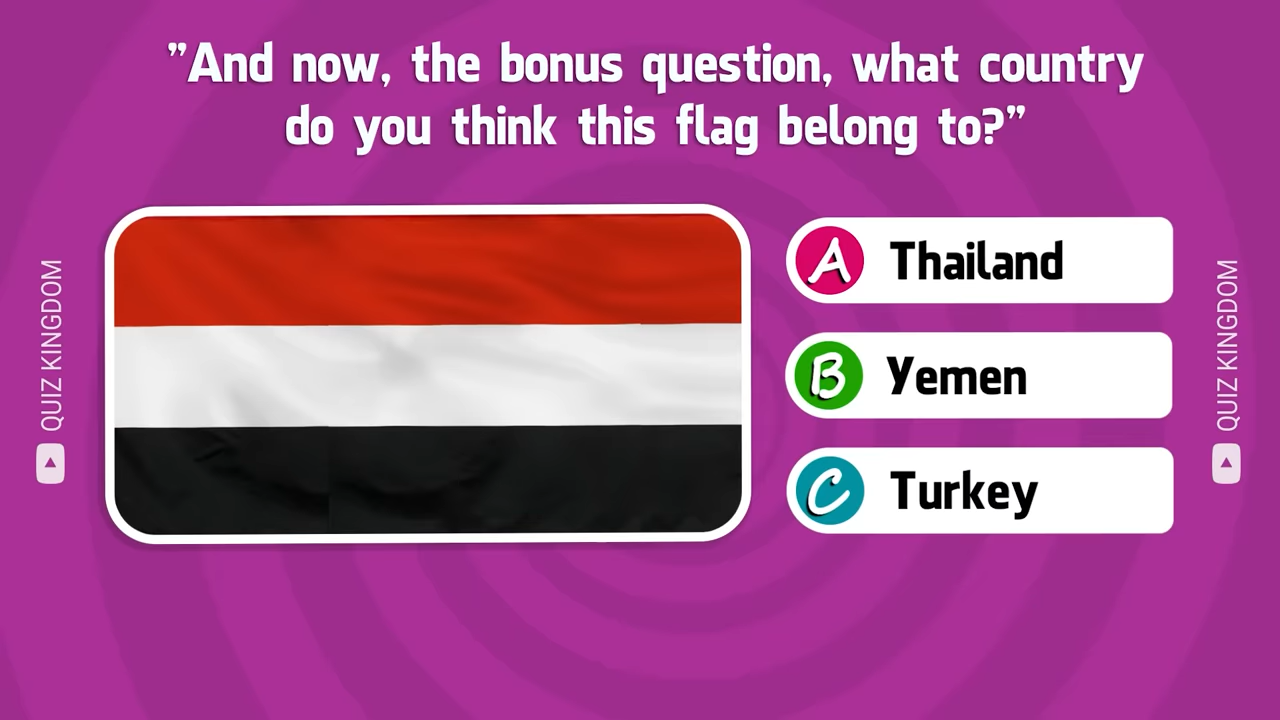 ”And now, the bonus question, what country
do you think this flag belong to?”
A Thailand
B Yemen
C Turkey
QUIZ KINGDOM
QUIZ KINGDOM